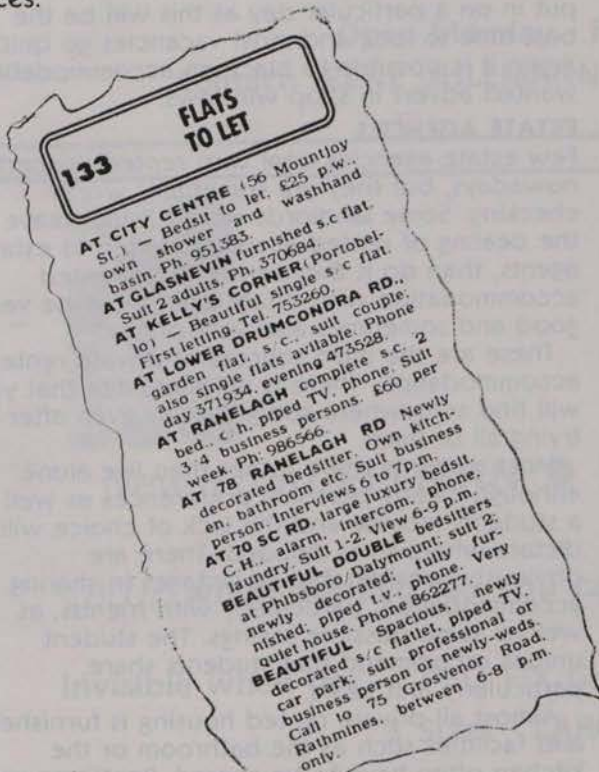 ces.
133
FLATS
TO LET
AT CITY CENTRE (56 Mountjoy
St.) — Bedsit to let, £25 p.w.,
own shower and washhand
basin. Ph. 951383.
AT GLASNEVIN furnished s.c flat.
Suit 2 adults. Ph. 370684.
AT KELLY'S CORNER (Portobel-
lo) — Beautiful single s/c flat.
First letting. Tel. 753260.
AT LOWER DRUMCONDRA RD.,
garden flat, s/c., suit couple,
also single flats avilable. Phone
day 371934, evening 473528.
AT RANELAGH complete s.c. 2
bed., c.h., piped TV, phone. Suit
3/4 business persons. £60 per
week. Ph. 986566.
AT 78 RANELAGH RD. Newly
decorated bedsitter. Own kitch-
en, bathroom etc. Suit business
person. Interviews 6 to 7p.m.
AT 70 SC RD. large luxury bedsit.
C.H., alarm, intercom, phone,
laundry. Suit 1-2. View 6-9 p.m.
BEAUTIFUL DOUBLE bedsitters
at Phibsboro/Dalymount; suit 2;
newly decorated; fully fur-
nished, piped t.v., phone, very
quiet house. Phone 862277.
BEAUTIFUL Spacious, newly
decorated s/c flatlet, piped TV,
car park; suit professional or
business person or newly-weds.
Call to 75 Grosvanor Road,
Rathmines, between 6-8 p.m.
only.